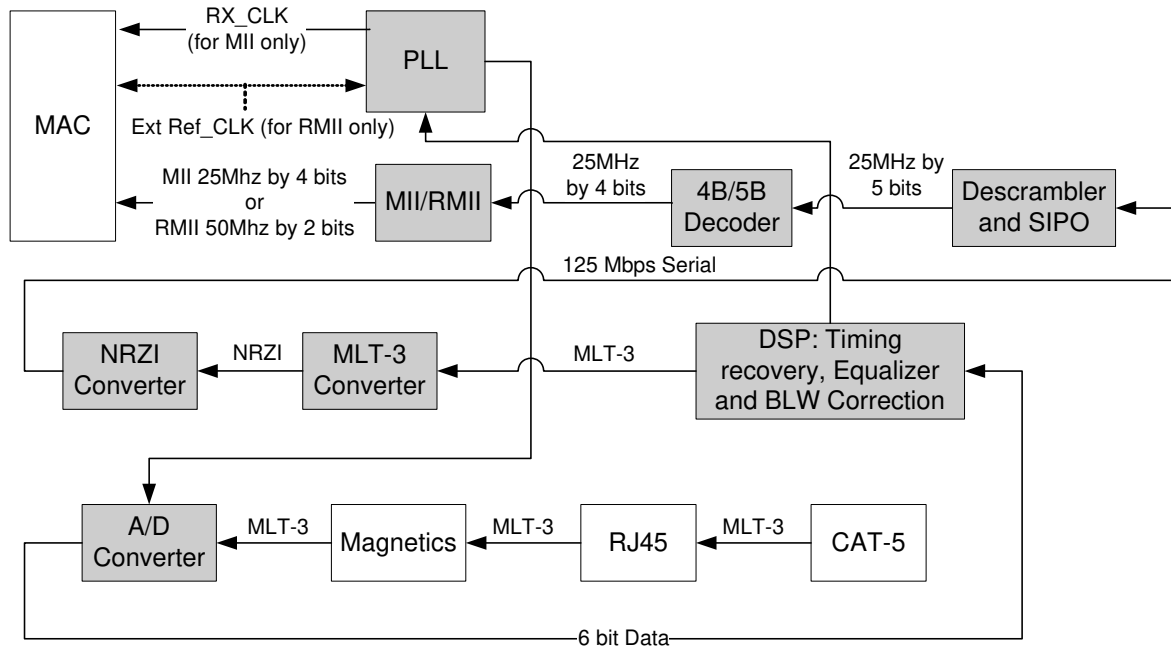 RX_CLK
(for MII only)
PLL
MAC
Ext Ref_CLK (for RMII only)
MII 25Mhz by 4 bits
or
RMII 50Mhz by 2 bits
MII/RMII
25MHz
by 4 bits
4B/5B
Decoder
25MHz by
5 bits
Descrambler
and SIPO
125 Mbps Serial
NRZI
Converter
NRZI
MLT-3
Converter
MLT-3
DSP: Timing
recovery, Equalizer
and BLW Correction
A/D
Converter
MLT-3
Magnetics
MLT-3
RJ45
MLT-3
CAT-5
6 bit Data